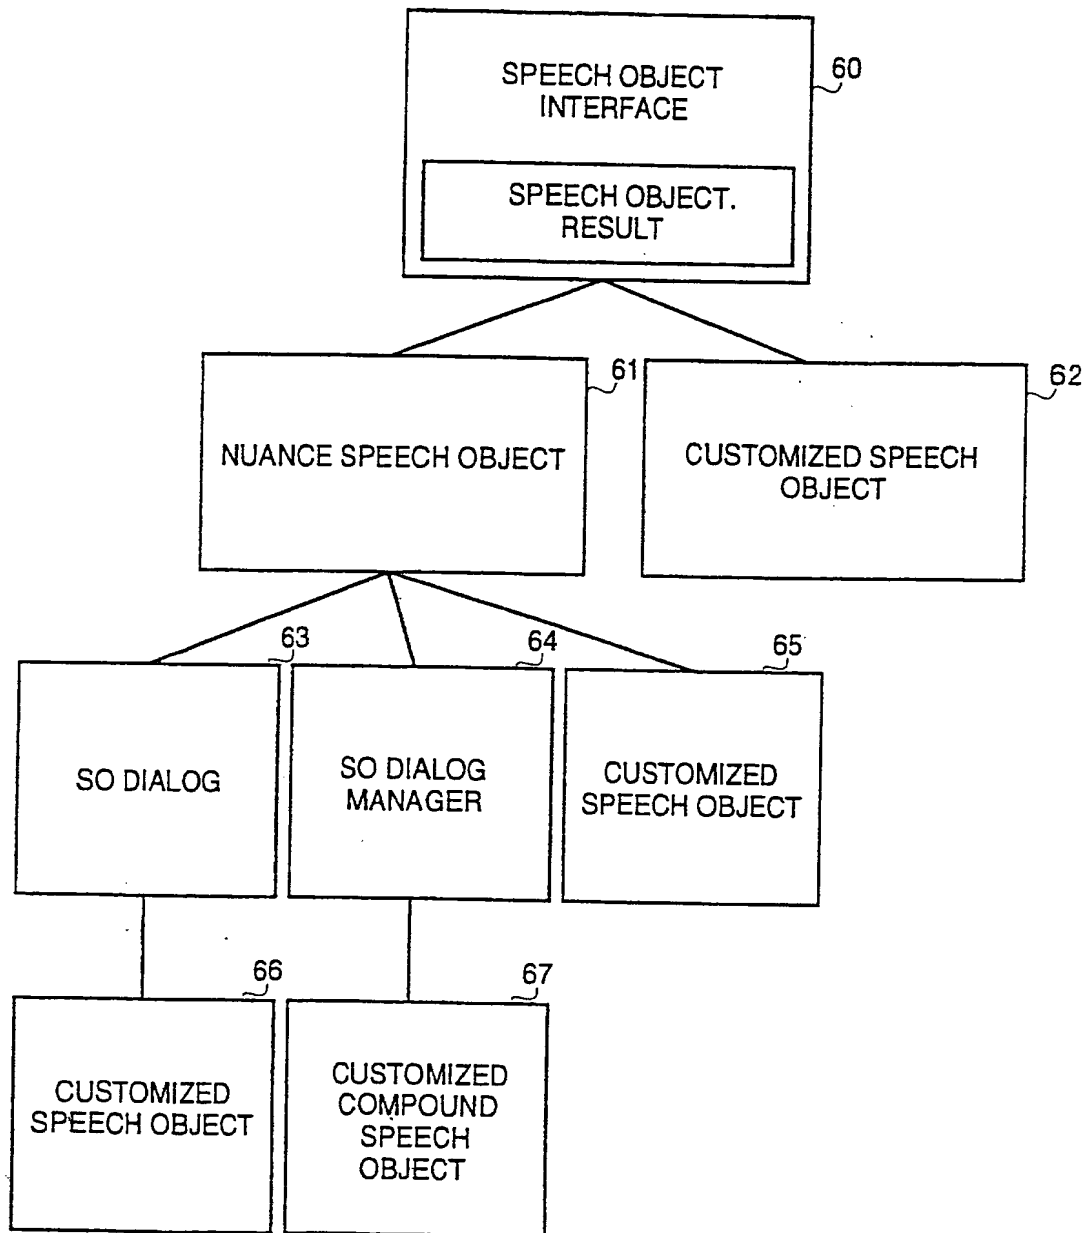 SPEECH OBJECT
INTERFACE
60
SPEECH OBJECT.
RESULT
NUANCE SPEECH OBJECT
61
CUSTOMIZED SPEECH
OBJECT
62
SO DIALOG
63
SO DIALOG
MANAGER
64
CUSTOMIZED
SPEECH OBJECT
65
CUSTOMIZED
SPEECH OBJECT
66
CUSTOMIZED
COMPOUND
SPEECH
OBJECT
67